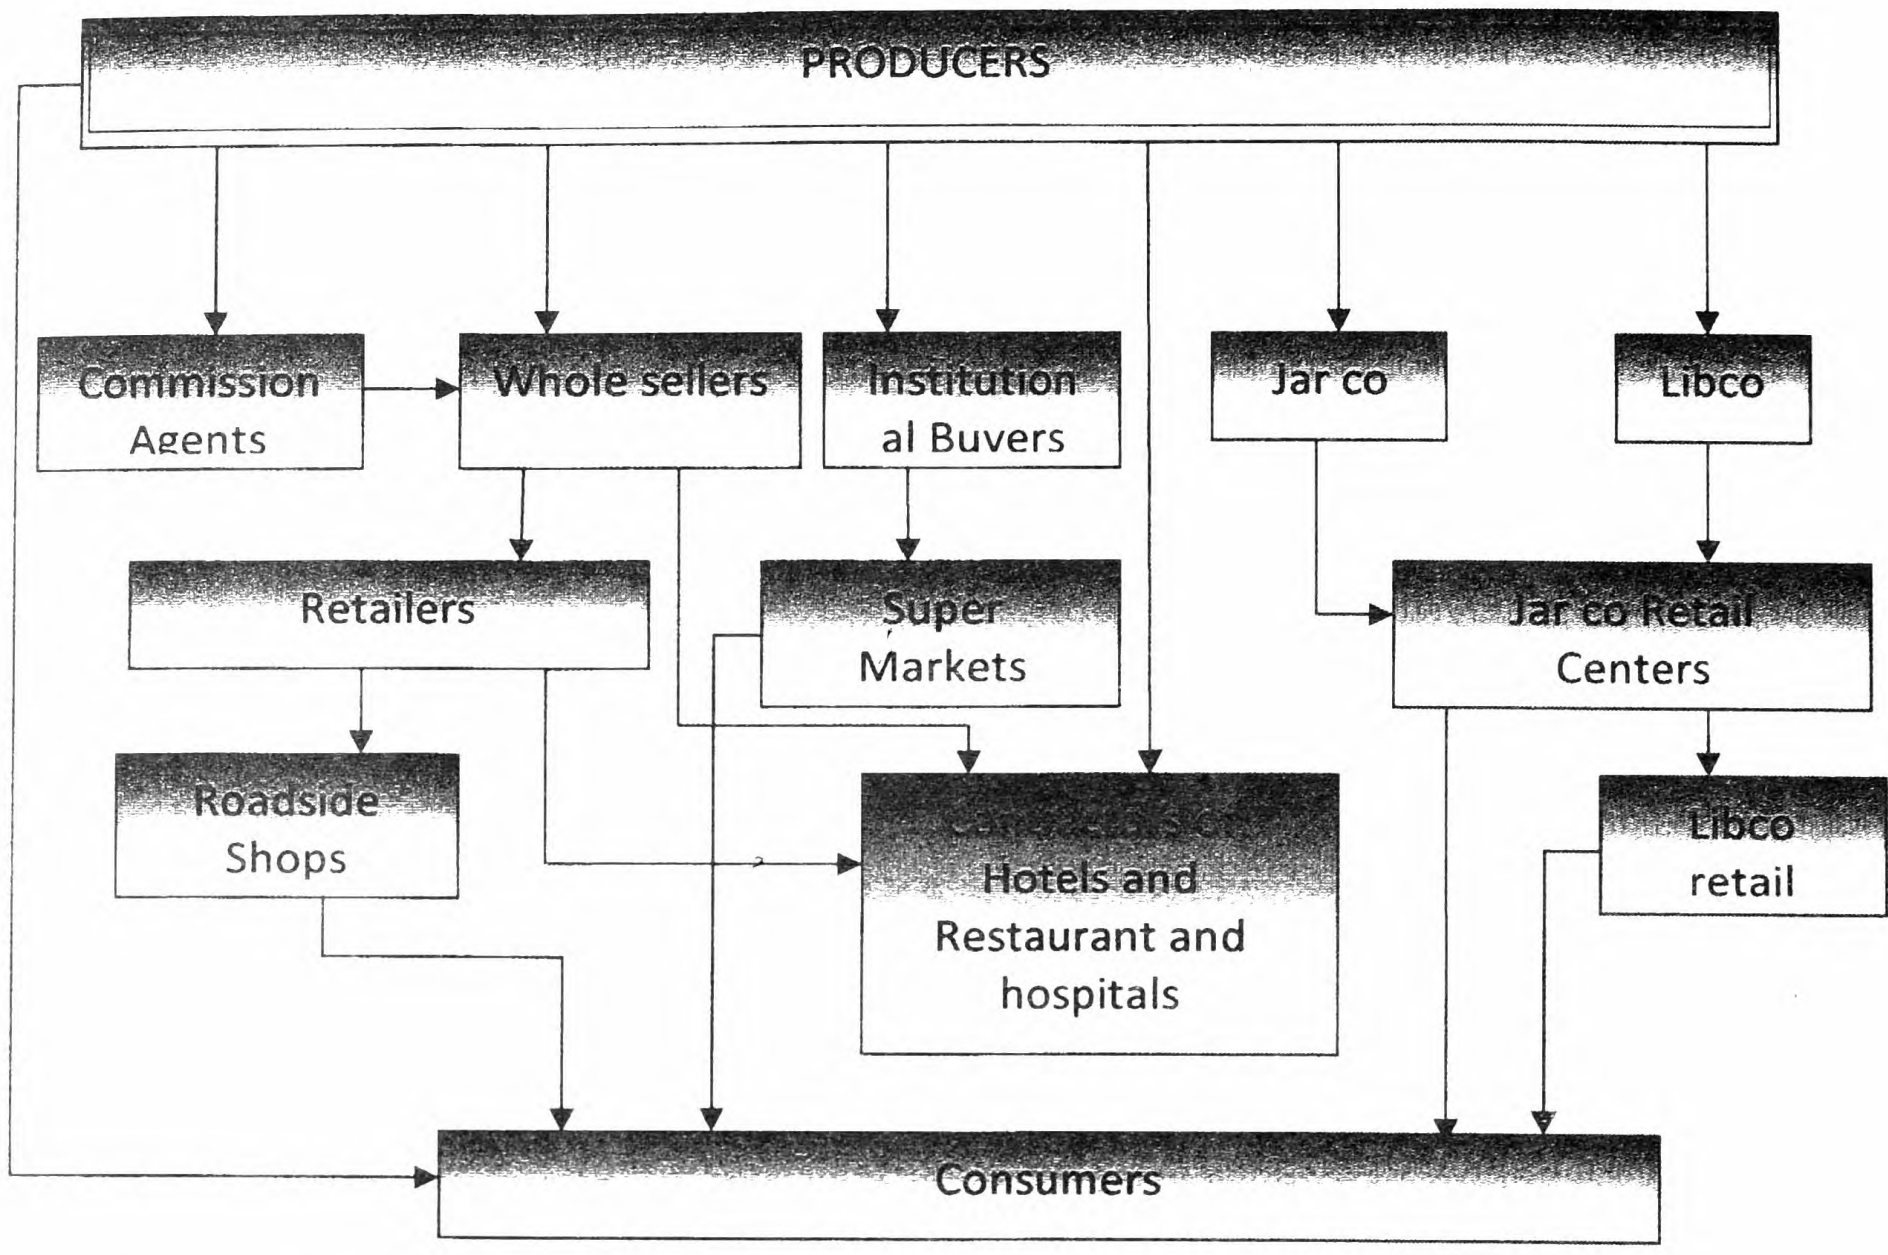 PRODUCERS
Commission
Agents
Whole sellers
Institution
al Buyers
Jar co
Libco
Retailers
Super
Markets
Jar co Retail
Centers
Roadside
Shops
Hotels and
Restaurant and
hospitals
Libco
retail
Consumers